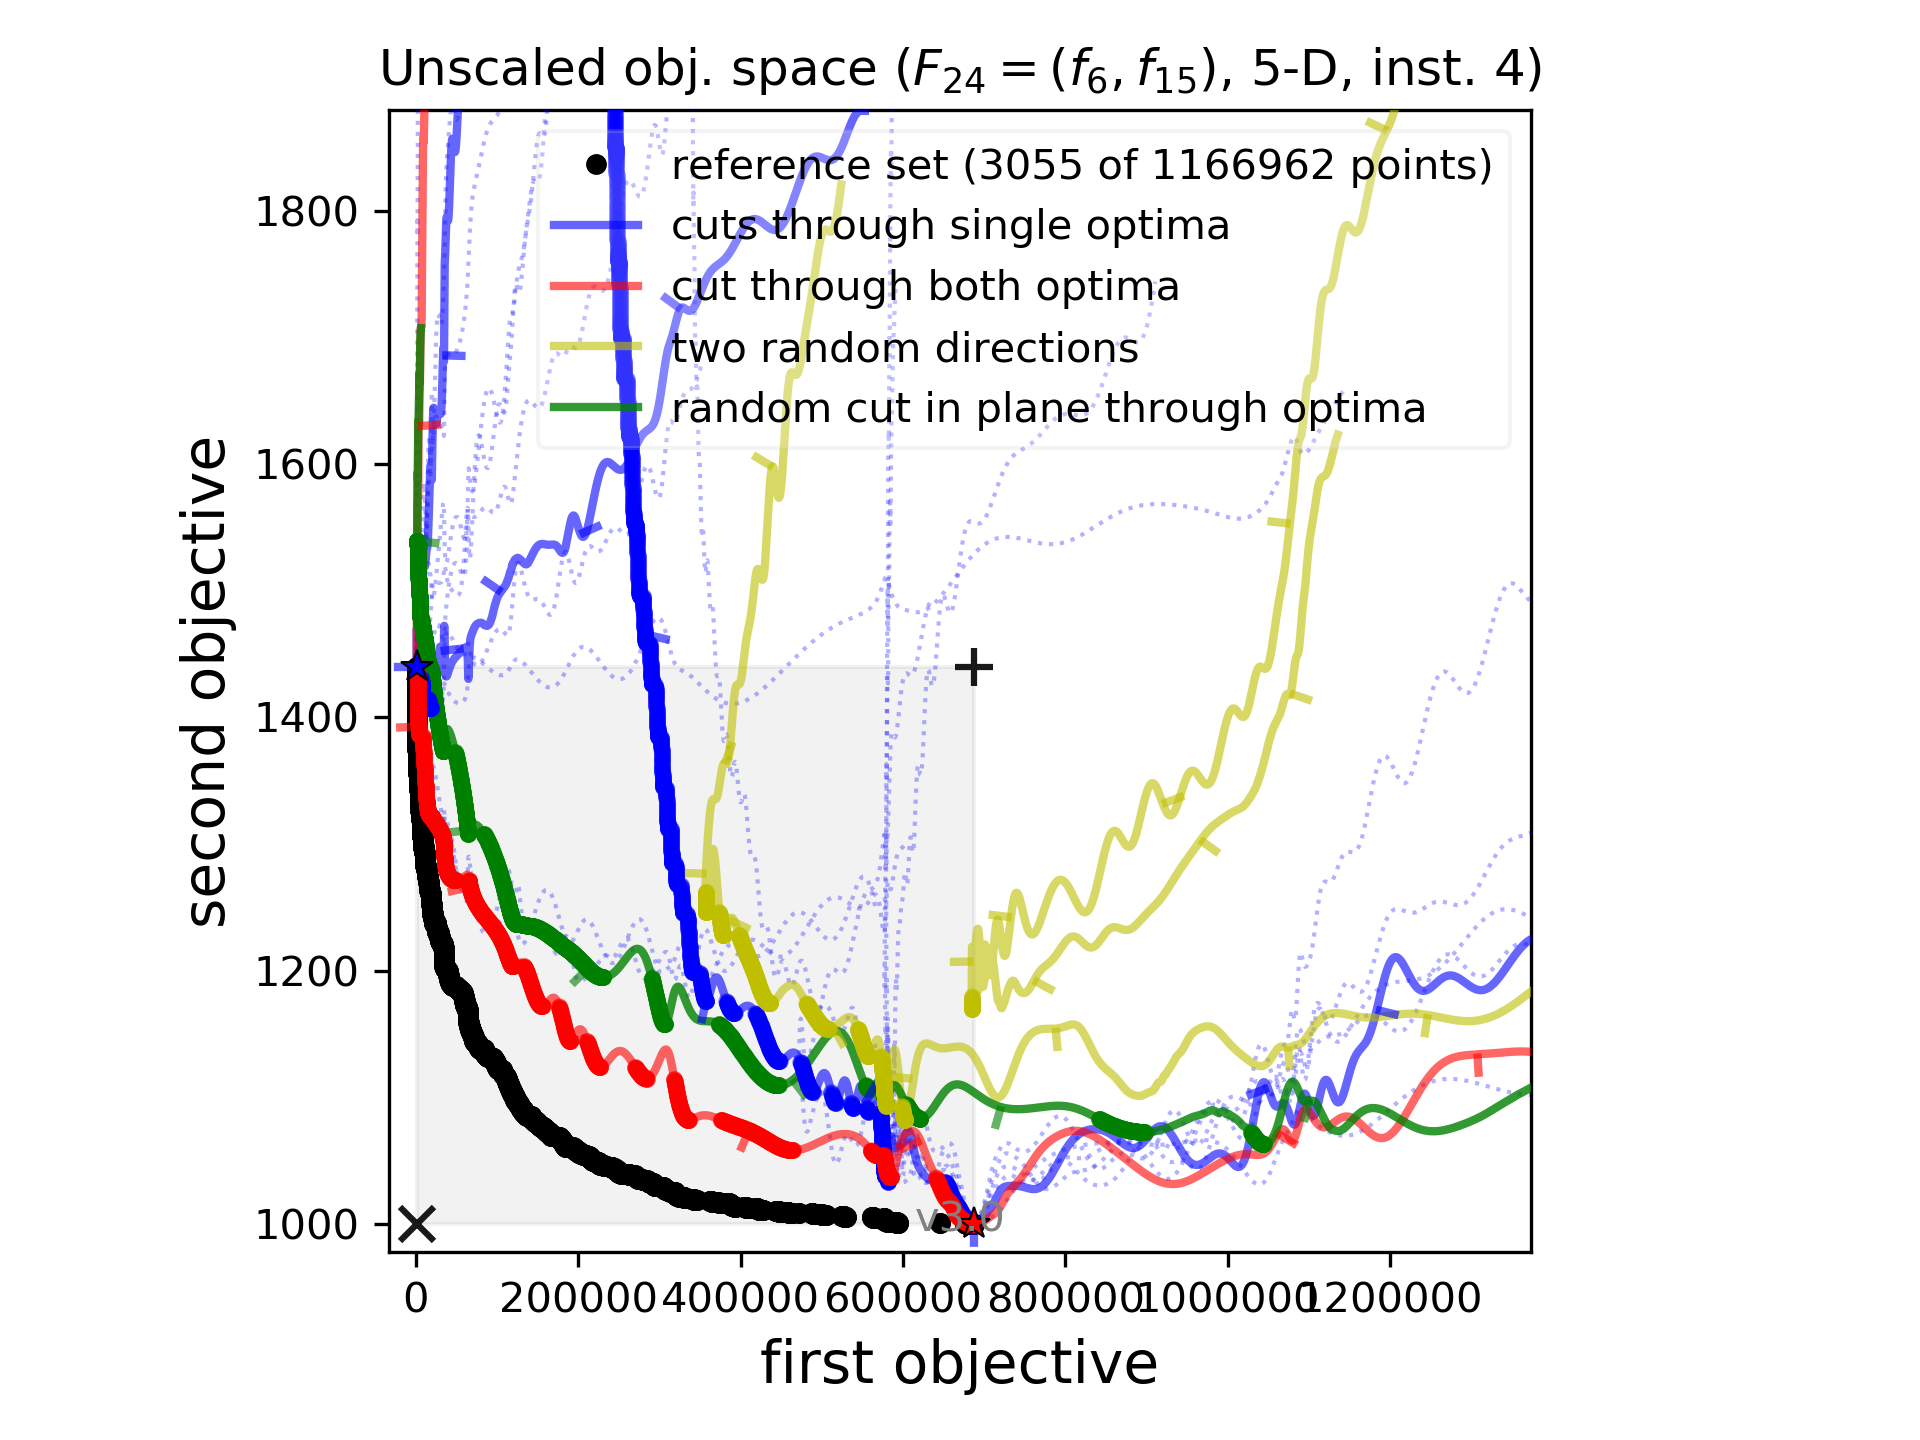 Unscaled obj. space (F24 = (f6, f15), 5-D, inst. 4)
reference set (3055 of 1166962 points)
cuts through single optima
cut through both optima
two random directions
random cut in plane through optima
second objective
1800
1600
1400
1200
1000
v3.0
0 200000 400000 600000 800000 1000000 1200000
first objective